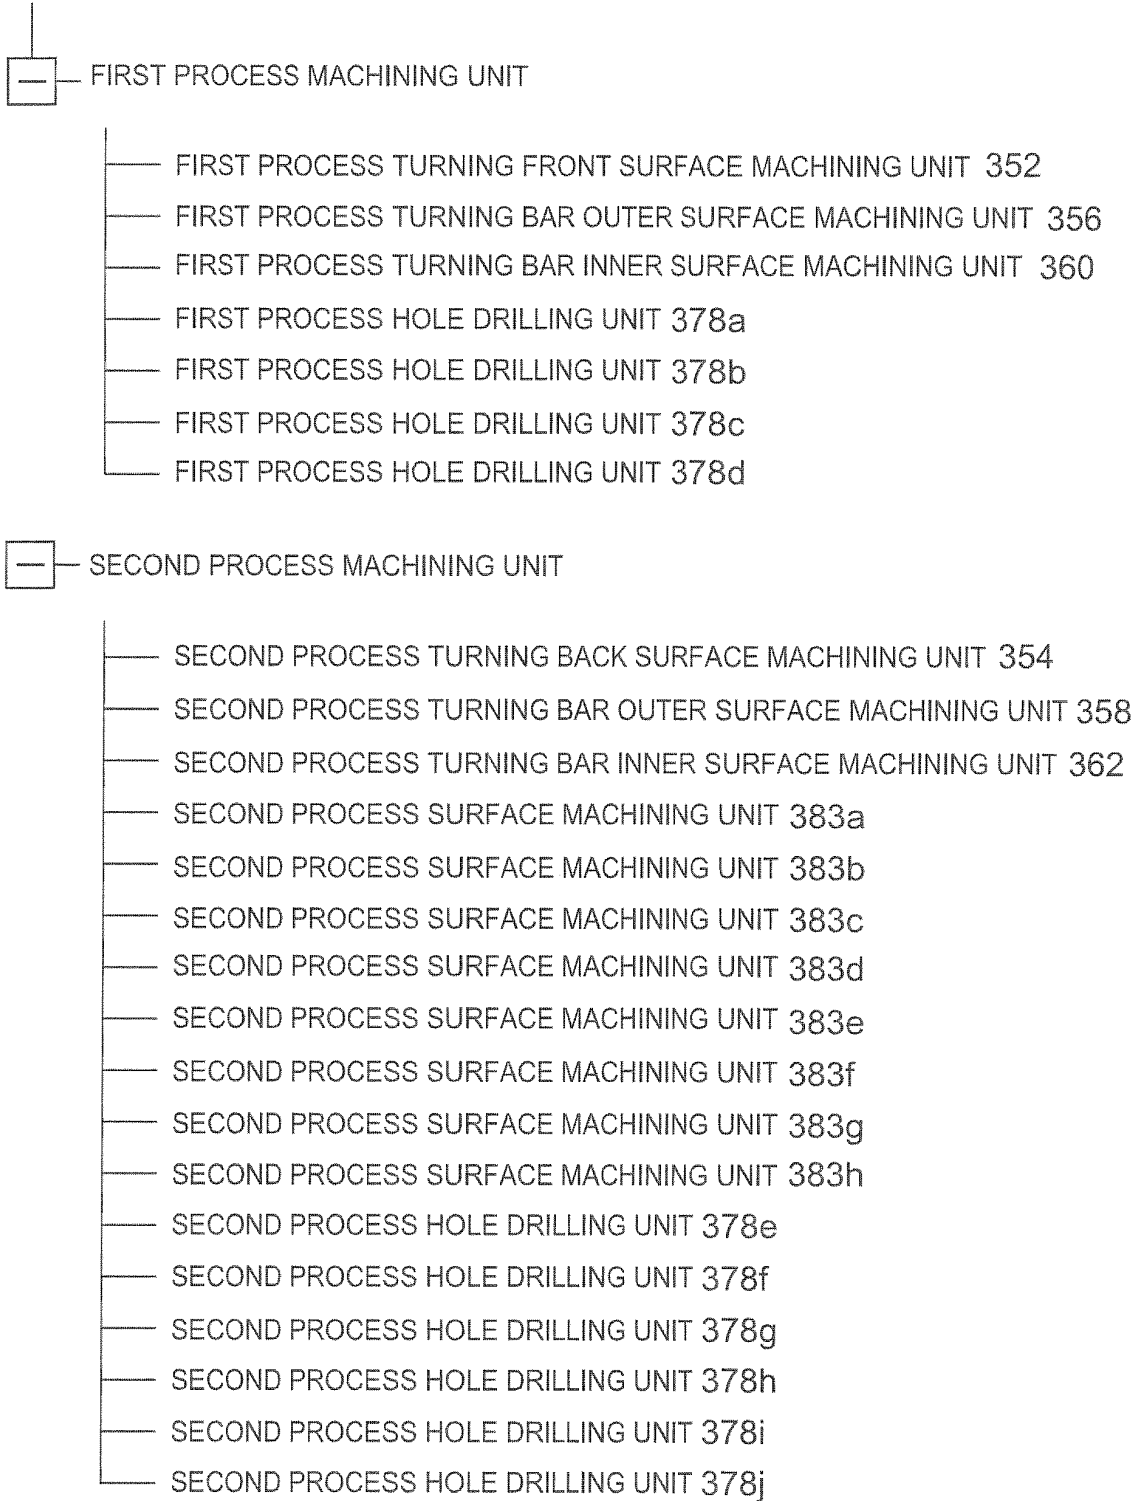 FIRST PROCESS MACHINING UNIT
FIRST PROCESS TURNING FRONT SURFACE MACHINING UNIT 352
FIRST PROCESS TURNING BAR OUTER SURFACE MACHINING UNIT 356
FIRST PROCESS TURNING BAR INNER SURFACE MACHINING UNIT 360
FIRST PROCESS HOLE DRILLING UNIT 378a
FIRST PROCESS HOLE DRILLING UNIT 378b
FIRST PROCESS HOLE DRILLING UNIT 378c
FIRST PROCESS HOLE DRILLING UNIT 378d
SECOND PROCESS MACHINING UNIT
SECOND PROCESS TURNING BACK SURFACE MACHINING UNIT 354
SECOND PROCESS TURNING BAR OUTER SURFACE MACHINING UNIT 358
SECOND PROCESS TURNING BAR INNER SURFACE MACHINING UNIT 362
SECOND PROCESS SURFACE MACHINING UNIT 383a
SECOND PROCESS SURFACE MACHINING UNIT 383b
SECOND PROCESS SURFACE MACHINING UNIT 383c
SECOND PROCESS SURFACE MACHINING UNIT 383d
SECOND PROCESS SURFACE MACHINING UNIT 383e
SECOND PROCESS SURFACE MACHINING UNIT 383f
SECOND PROCESS SURFACE MACHINING UNIT 383g
SECOND PROCESS SURFACE MACHINING UNIT 383h
SECOND PROCESS HOLE DRILLING UNIT 378e
SECOND PROCESS HOLE DRILLING UNIT 378f
SECOND PROCESS HOLE DRILLING UNIT 378g
SECOND PROCESS HOLE DRILLING UNIT 378h
SECOND PROCESS HOLE DRILLING UNIT 378i
SECOND PROCESS HOLE DRILLING UNIT 378j